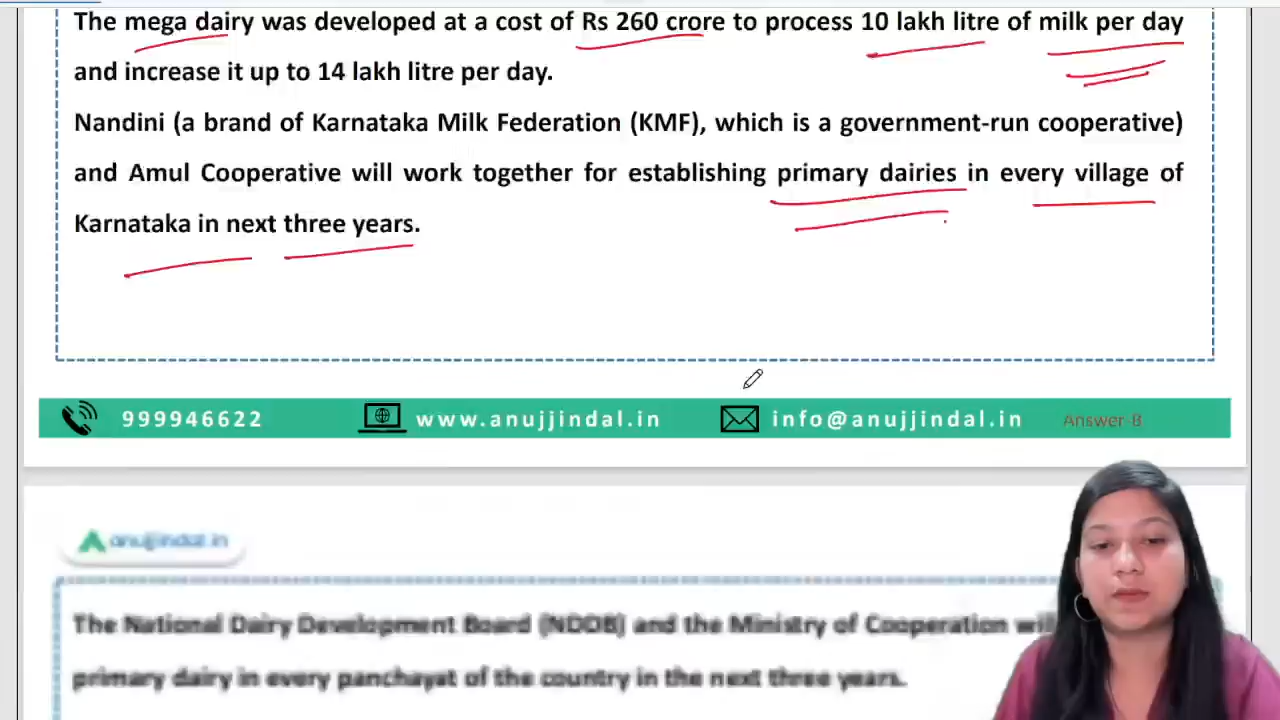 The mega dairy was developed at a cost of Rs 260 crore to process 10 lakh litre of milk per day
and increase it up to 14 lakh litre per day.
Nandini (a brand of Karnataka Milk Federation (KMF), which is a government-run cooperative)
and Amul Cooperative will work together for establishing primary dairies in every village of
Karnataka in next three years.
999946622 www.anujjindal.in info@anujjindal.in Answer-B
anujjindal.in
The National Dairy Development Board (NDDB) and the Ministry of Cooperation will
primary dairy in every panchayat of the country in the next three years.